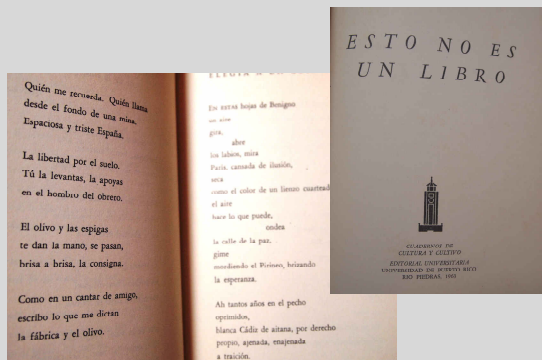 Quién me recuerda. Quién llama
desde el fondo de una mina,
Espaciosa y triste España.
La libertad por el suelo.
Tú la levantas, la apoyas
en el hombro del obrero.
El olivo y las espigas
te dan la mano, se pasan,
brisa a brisa, la consigna.
Como en un cantar de amigo,
escribo lo que me dictan
la fábrica y el olivo.
EN ESTAS hojas de Benigno
un aire
gira,
abre
los labios, mira
París, cansada de ilusión,
seca
como el color de un lienzo
el aire
hace lo que puede,
ondea
la calle de la paz,
gime
mordiendo el Pirineo, brizando
la esperanza.
Ah tantos años en el pecho
oprimidos,
blanca Cádiz de aitana, por derecho
propio, ajenada, enajenada
a traición.
ESTO NO ES
UN LIBRO
CUADERNOS DE
CULTURA Y CULTIVO
EDITORIAL UNIVERSITARIA
UNIVERSIDAD DE PUERTO RICO
RIO PIEDRAS,